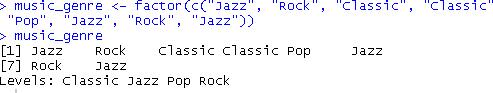 > music_genre <- factor(c("Jazz", "Rock", "Classic", "Classic"
 "Pop", "Jazz", "Rock", "Jazz"))
> music_genre
[1] Jazz    Rock    Classic Classic Pop     Jazz
[7] Rock    Jazz
Levels: Classic Jazz Pop Rock